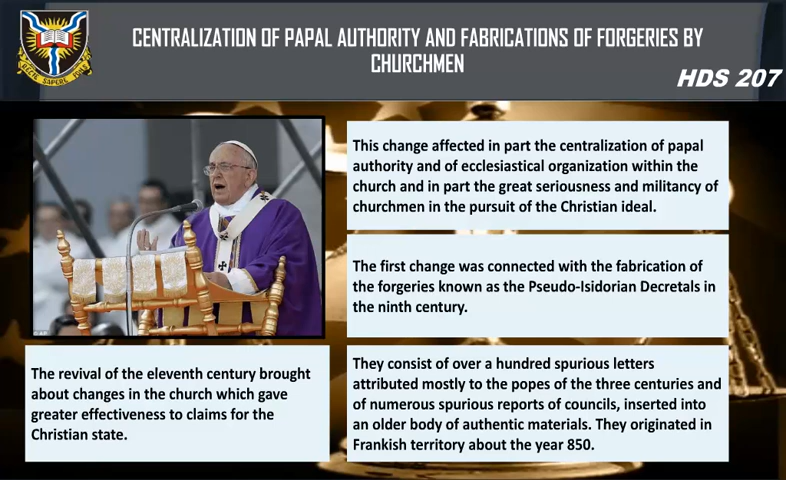 CENTRALIZATION OF PAPAL AUTHORITY AND FABRICATIONS OF FORGERIES BY
CHURCHMEN
HDS 207
RECTE SAPERE FONS
This change affected in part the centralization of papal
authority and of ecclesiastical organization within the
church and in part the great seriousness and militancy of
churchmen in the pursuit of the Christian ideal.
The first change was connected with the fabrication of
the forgeries known as the Pseudo-Isidorian Decretals in
the ninth century.
The revival of the eleventh century brought
about changes in the church which gave
greater effectiveness to claims for the
Christian state.
They consist of over a hundred spurious letters
attributed mostly to the popes of the three centuries and
of numerous spurious reports of councils, inserted into
an older body of authentic materials. They originated in
Frankish territory about the year 850.